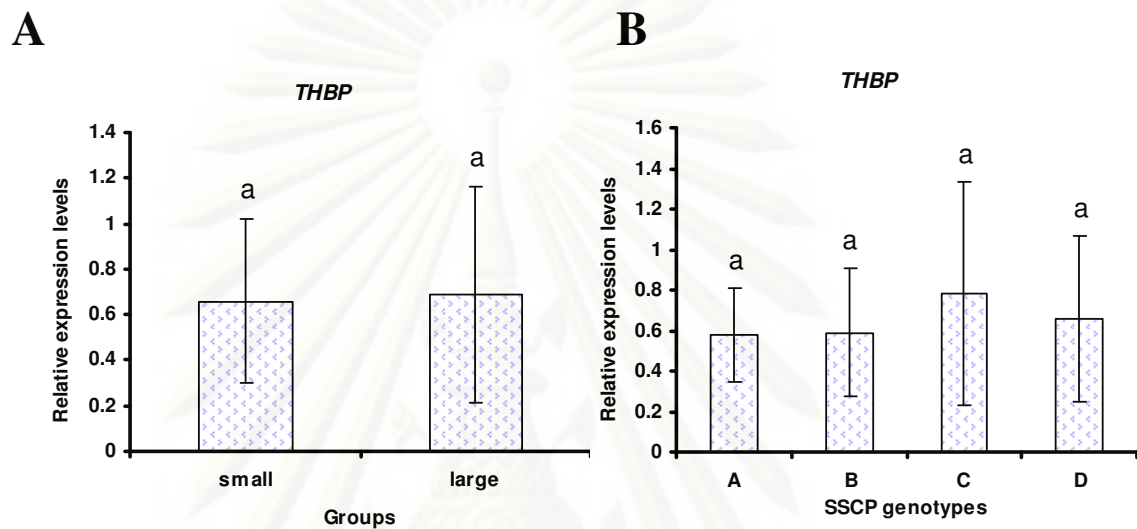 A
THBP
Relative expression levels
1.4
1.2
1
0.8
0.6
0.4
0.2
0
a
a
small
large
Groups
B
THBP
Relative expression levels
1.6
1.4
1.2
1
0.8
0.6
0.4
0.2
0
a
a
a
a
A
B
C
D
SSCP genotypes